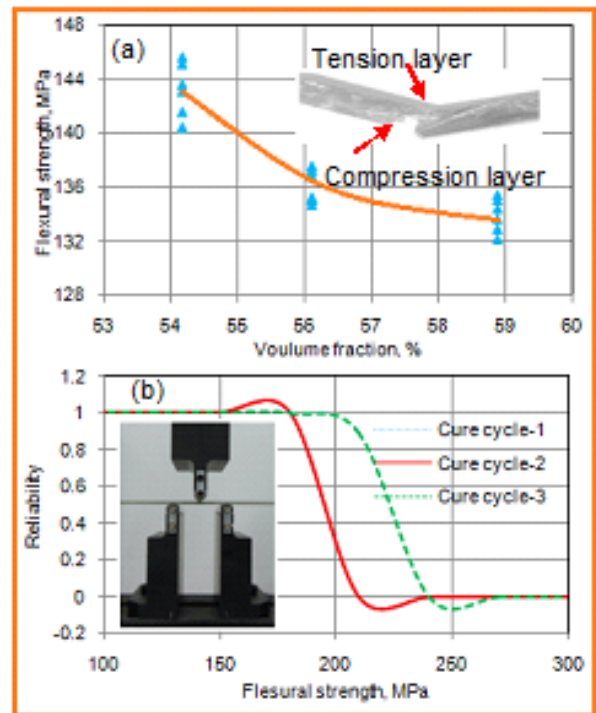 148
(a)
Tension layer
144
140
136
Compression layer
132
128
Flexural strength, MPa
53 54 55 56 57 58 59 60
Voulume fraction, %
1.2
(b)
1
Cure cycle-1
0.8
Cure cycle-2
0.6
Cure cycle-3
0.4
0.2
0
-0.2
Reliability
100 150 200 250 300
Flesural strength, MPa